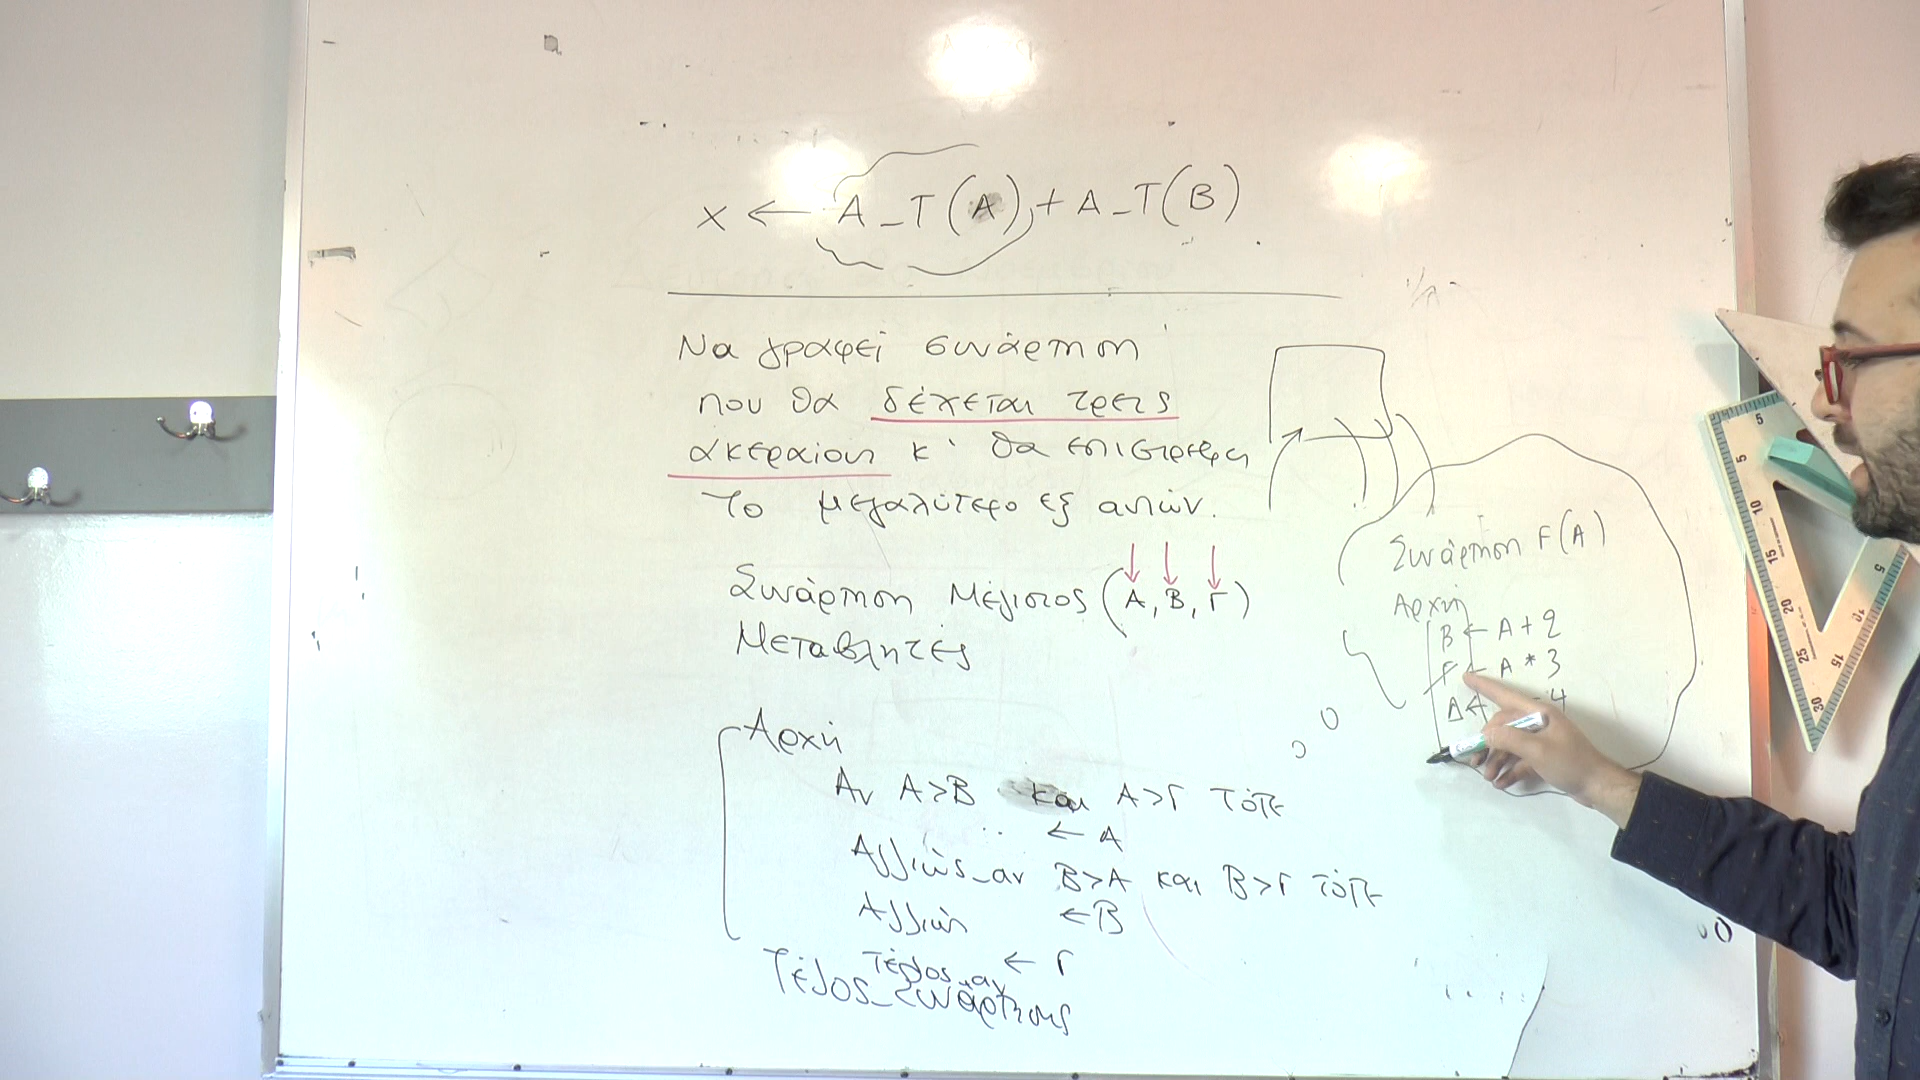 x ← A_T(A) + A_T(B)
Να γραφεί συνάρτηση
που θα δέχεται τρεις
ακεραίους κ' θα επιστρέφει
το μεγαλύτερο εξ αυτών.
Συνάρτηση Μέγιστος (Α, Β, Γ)
Μεταβλητές
Αρχή
Αν Α>Β και Α>Γ τότε
← Α
Αλλιώς_αν Β>Α και Β>Γ τότε
← Β
Αλλιώς
← Γ
Τέλος_αν
Τέλος_συνάρτησης
Συνάρτηση F(A)
Αρχή
Β ← Α + 2
Γ ← Α * 3
Δ ← 4